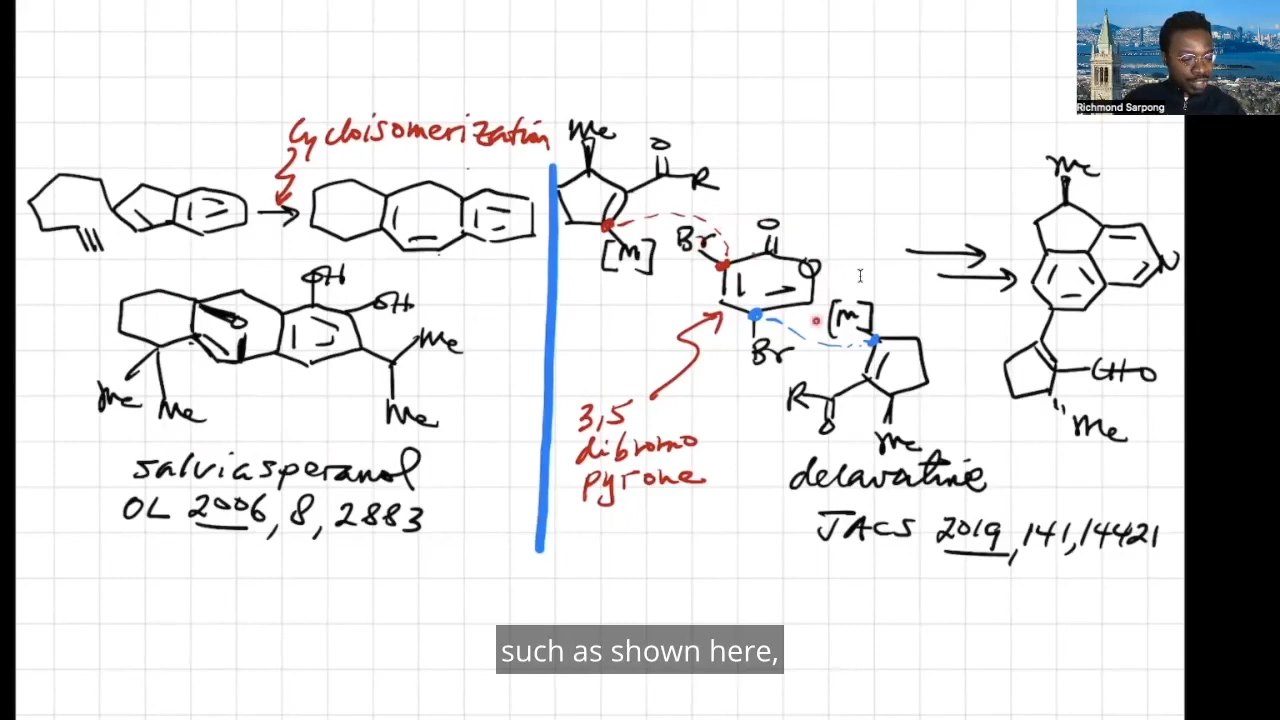 Richmond Sarpong
Cycloisomerization
Me
O
R
[M]
Br
O
O
[M]
Br
R
O
Me
Me
N
CHO
Me
OH
OH
O
Me
Me
Me
Me
3,5
dibromo
pyrone
salviasperanol
OL 2006, 8, 2883
delavatine
JACS 2019, 141, 14421
such as shown here,